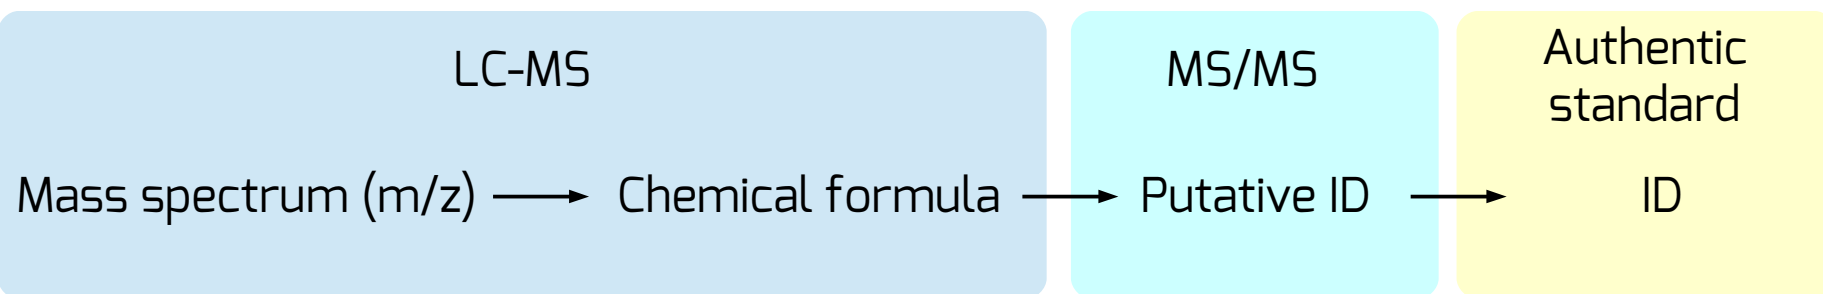 LC-MS
MS/MS
Authentic
standard
Mass spectrum (m/z)
Chemical formula
Putative ID
ID